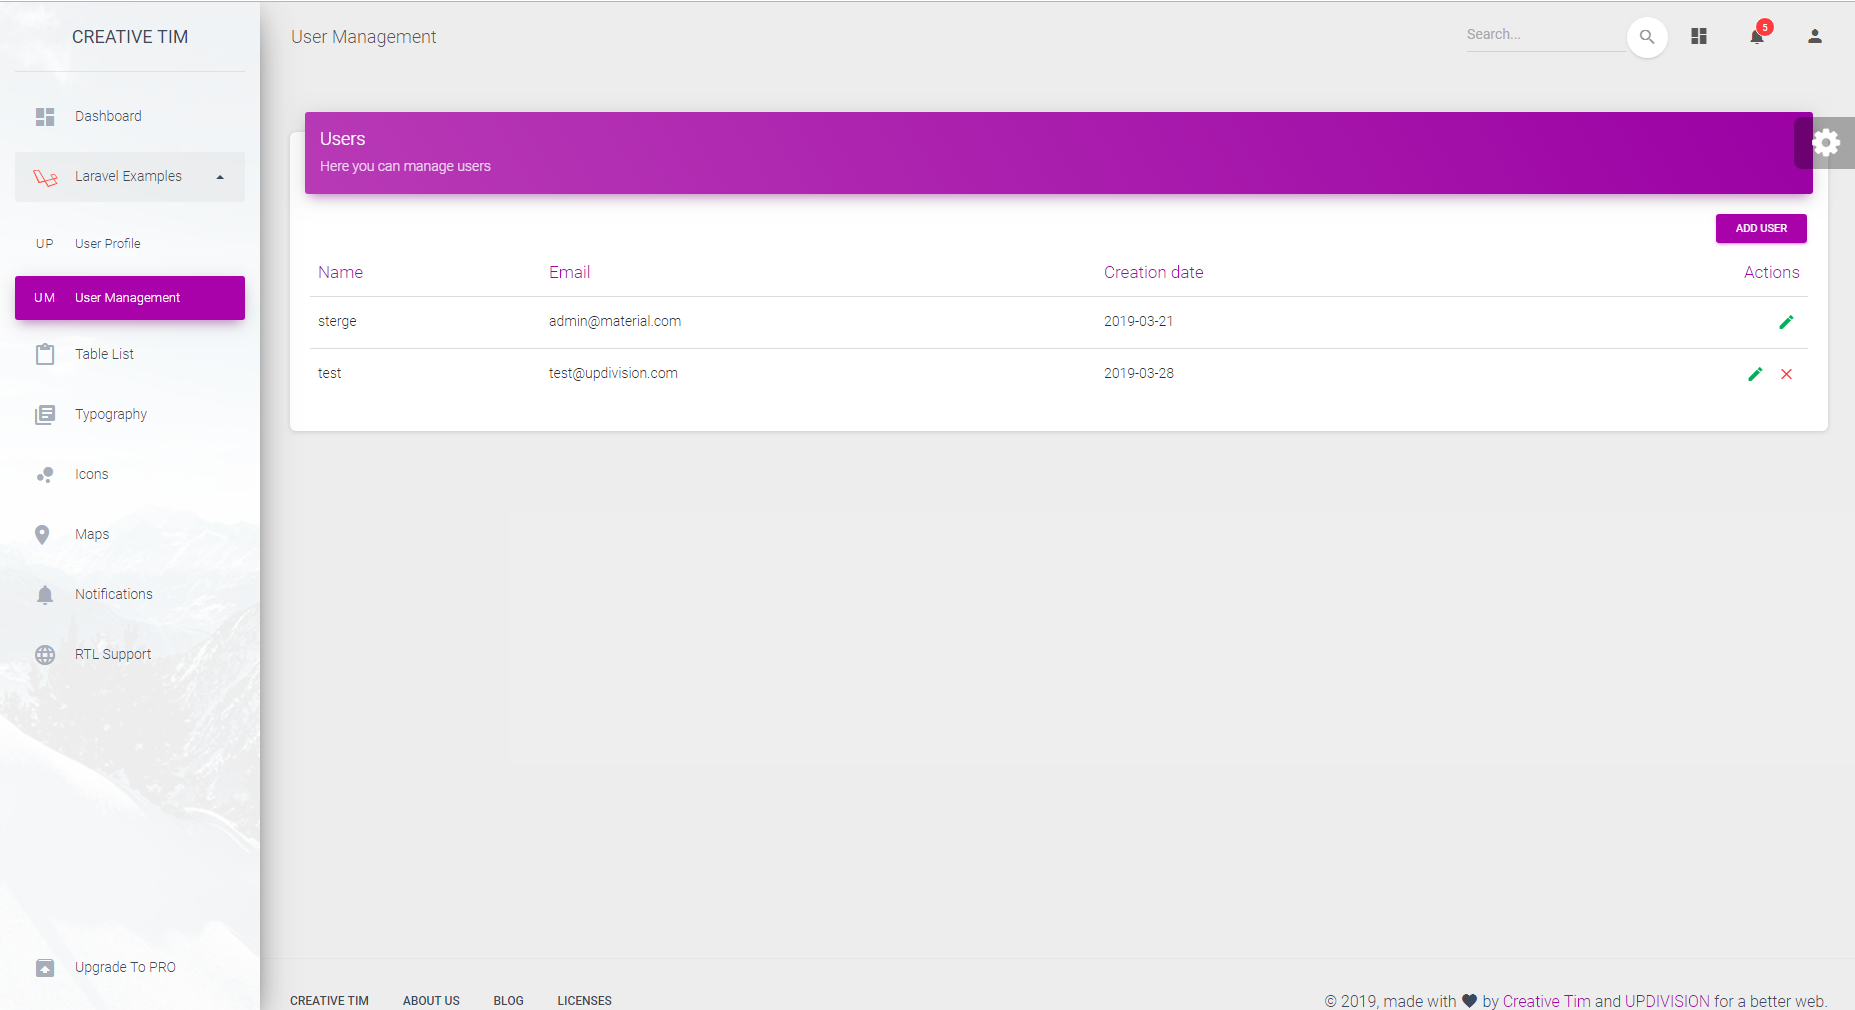 CREATIVE TIM
Dashboard
Laravel Examples
UP User Profile
UM User Management
Table List
Typography
Icons
Maps
Notifications
RTL Support
Upgrade To PRO
User Management
Search...
5
Users
Here you can manage users
ADD USER
Name Email Creation date Actions
sterge admin@material.com 2019-03-21
test test@updivision.com 2019-03-28
CREATIVE TIM ABOUT US BLOG LICENSES
© 2019, made with ♥ by Creative Tim and UPDIVISION for a better web.